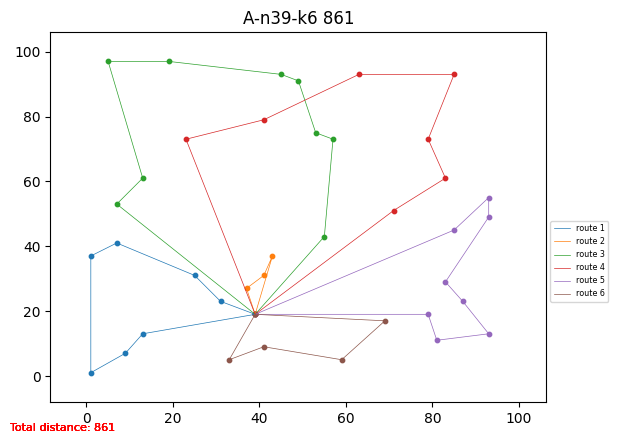 A-n39-k6 861
100
80
60
40
20
0
0 20 40 60 80 100
route 1
route 2
route 3
route 4
route 5
route 6
Total distance: 861